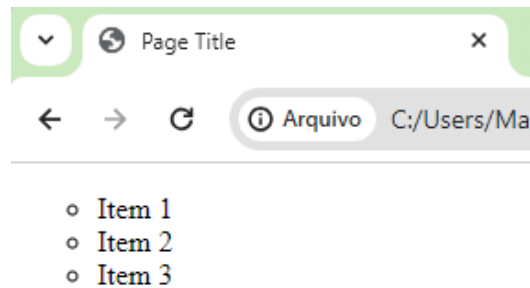 Page Title
Arquivo C:/Users/Ma
Item 1
Item 2
Item 3